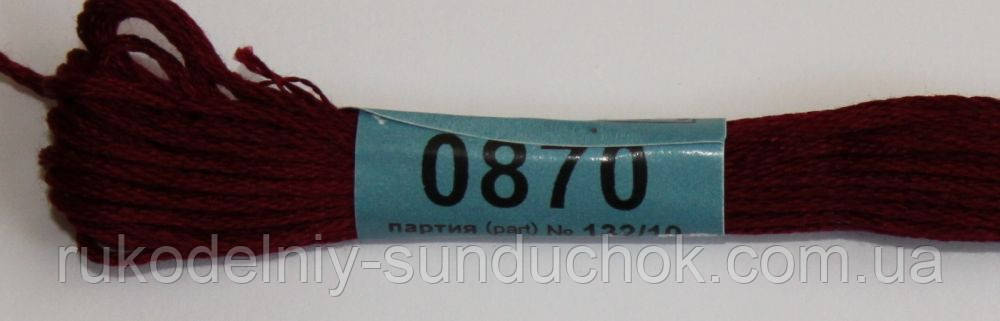 0870
партия (part) № 132/10
rukodelniy-sunduchok.com.ua